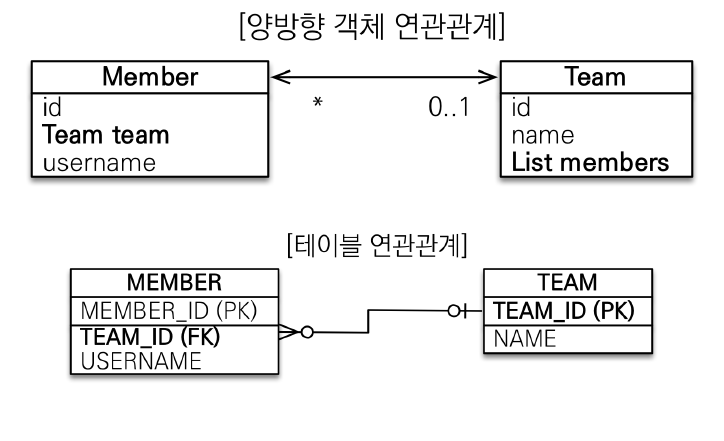 [양방향 객체 연관관계]
Member
id
Team team
username
*
0..1
Team
id
name
List members
[테이블 연관관계]
MEMBER
MEMBER_ID (PK)
TEAM_ID (FK)
USERNAME
TEAM
TEAM_ID (PK)
NAME